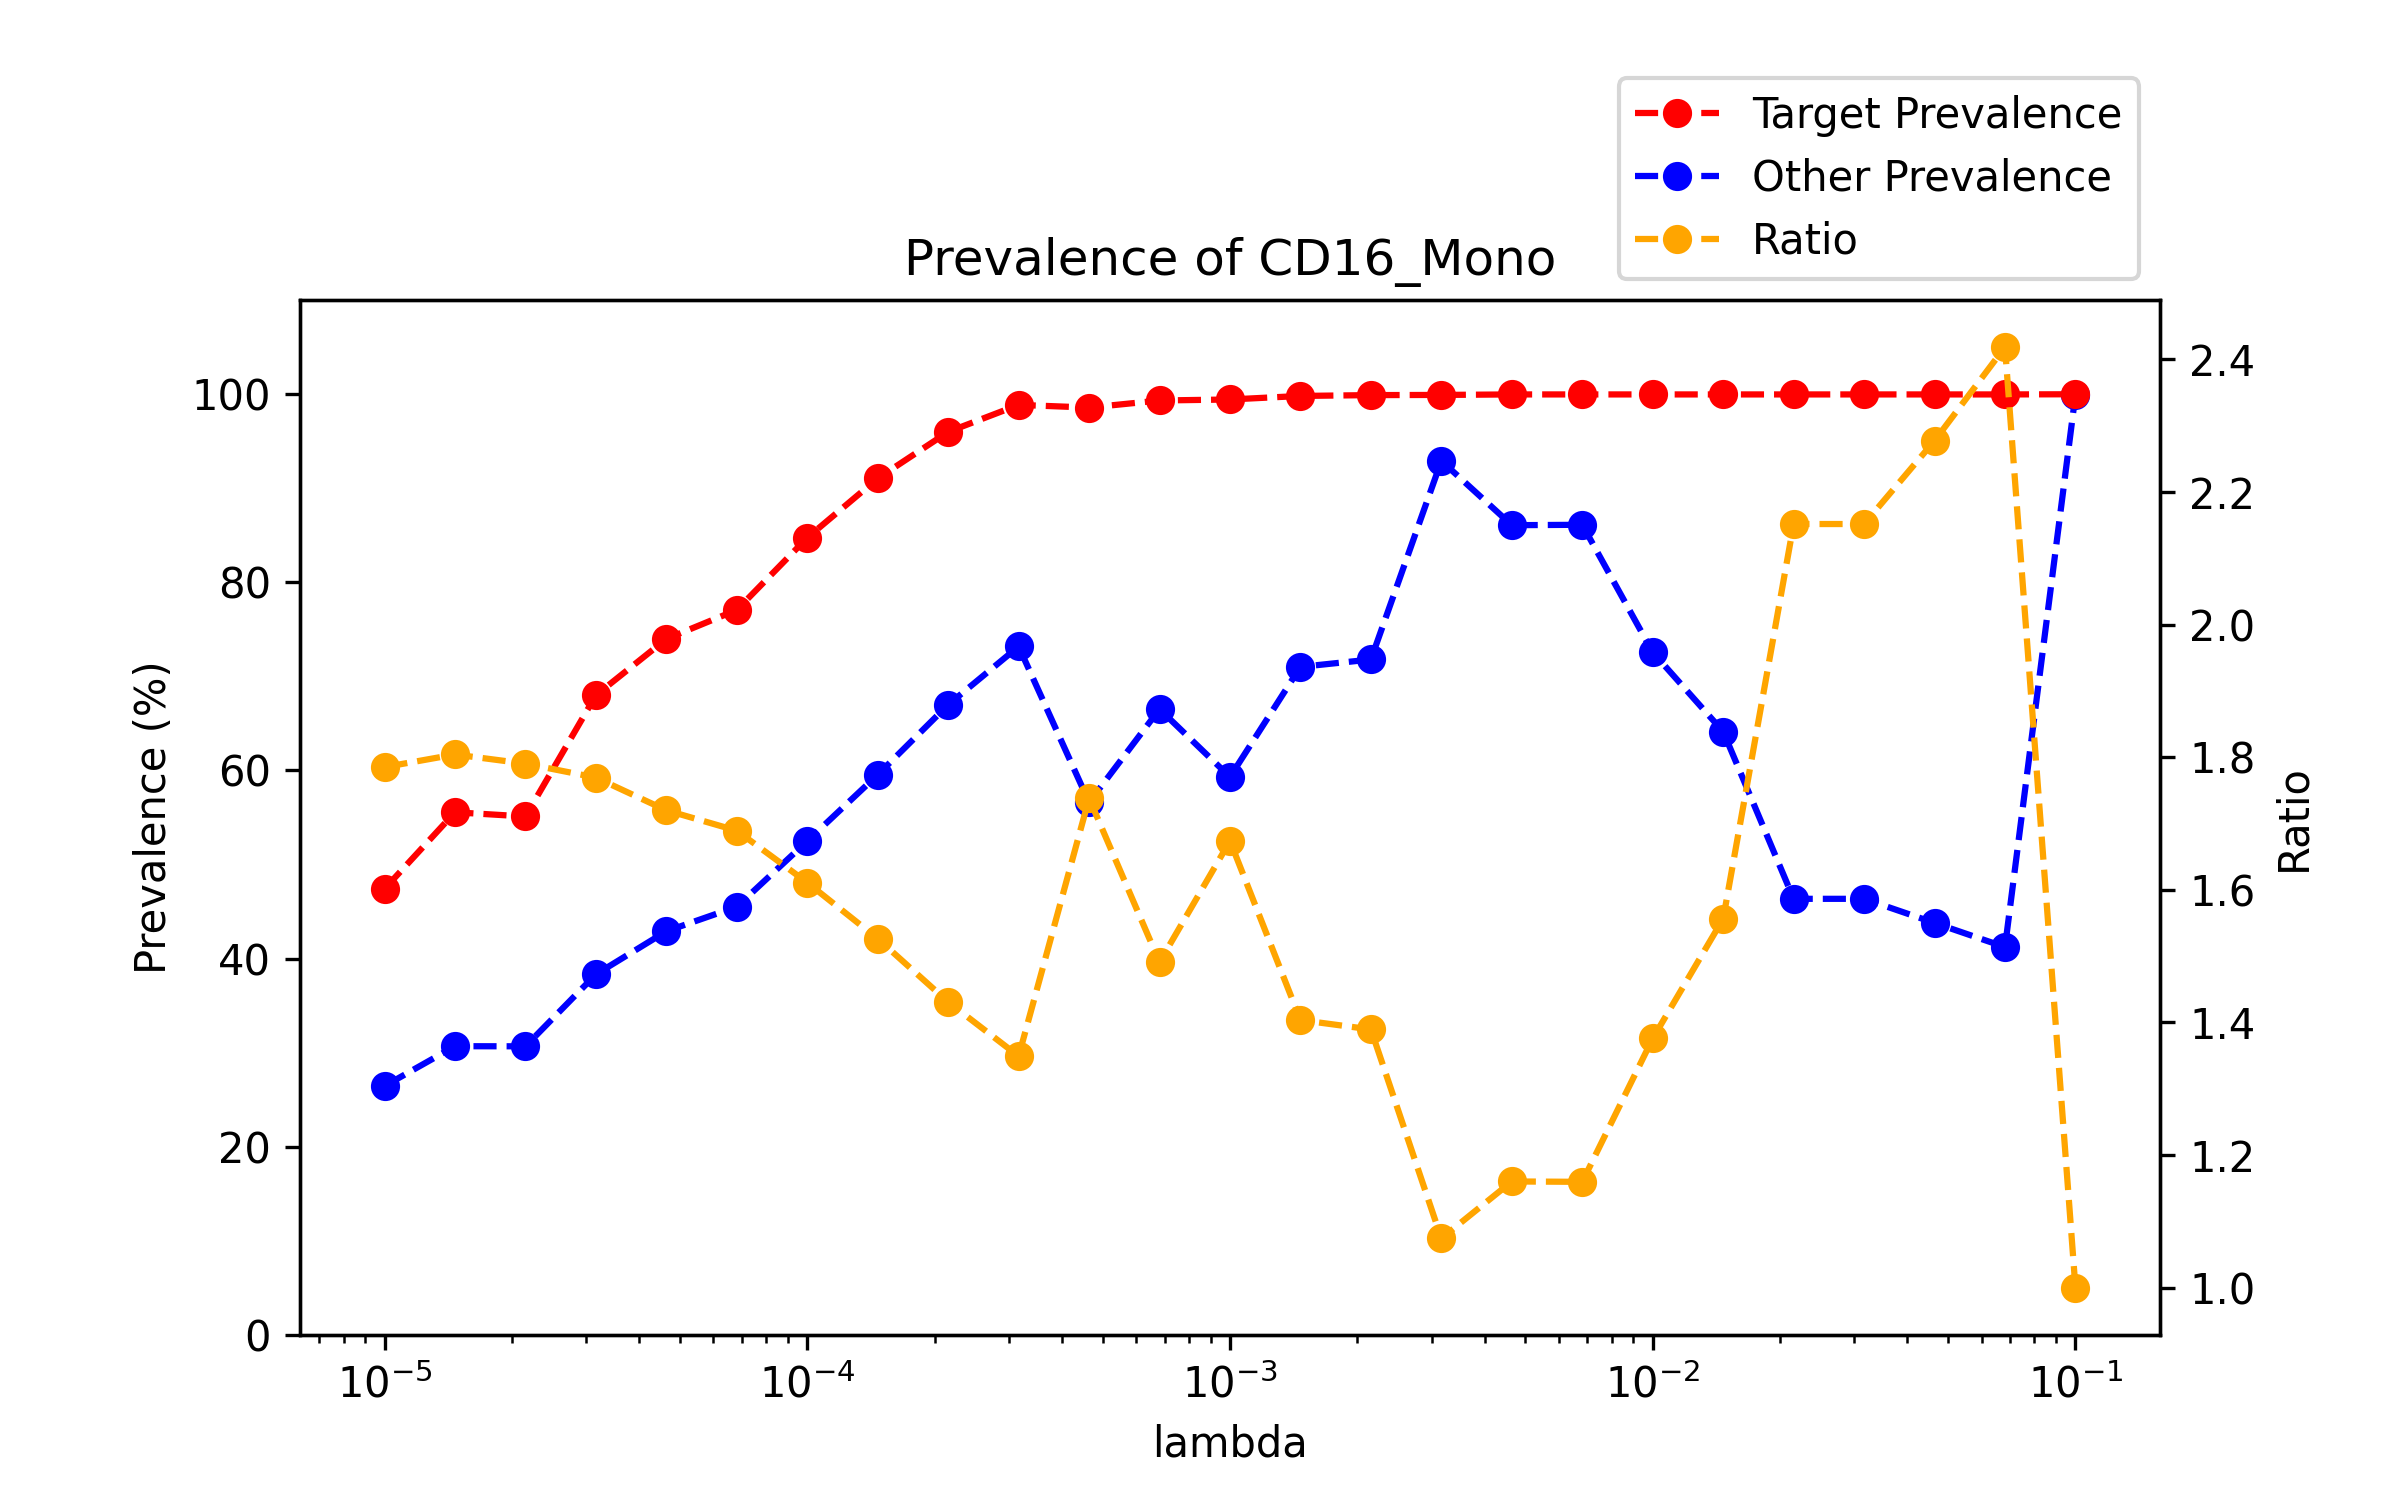 Target Prevalence
Other Prevalence
Ratio
Prevalence of CD16_Mono
100
80
60
40
20
0
Prevalence (%)
2.4
2.2
2.0
1.8
1.6
1.4
1.2
1.0
Ratio
10⁻⁵ 10⁻⁴ 10⁻³ 10⁻² 10⁻¹
lambda